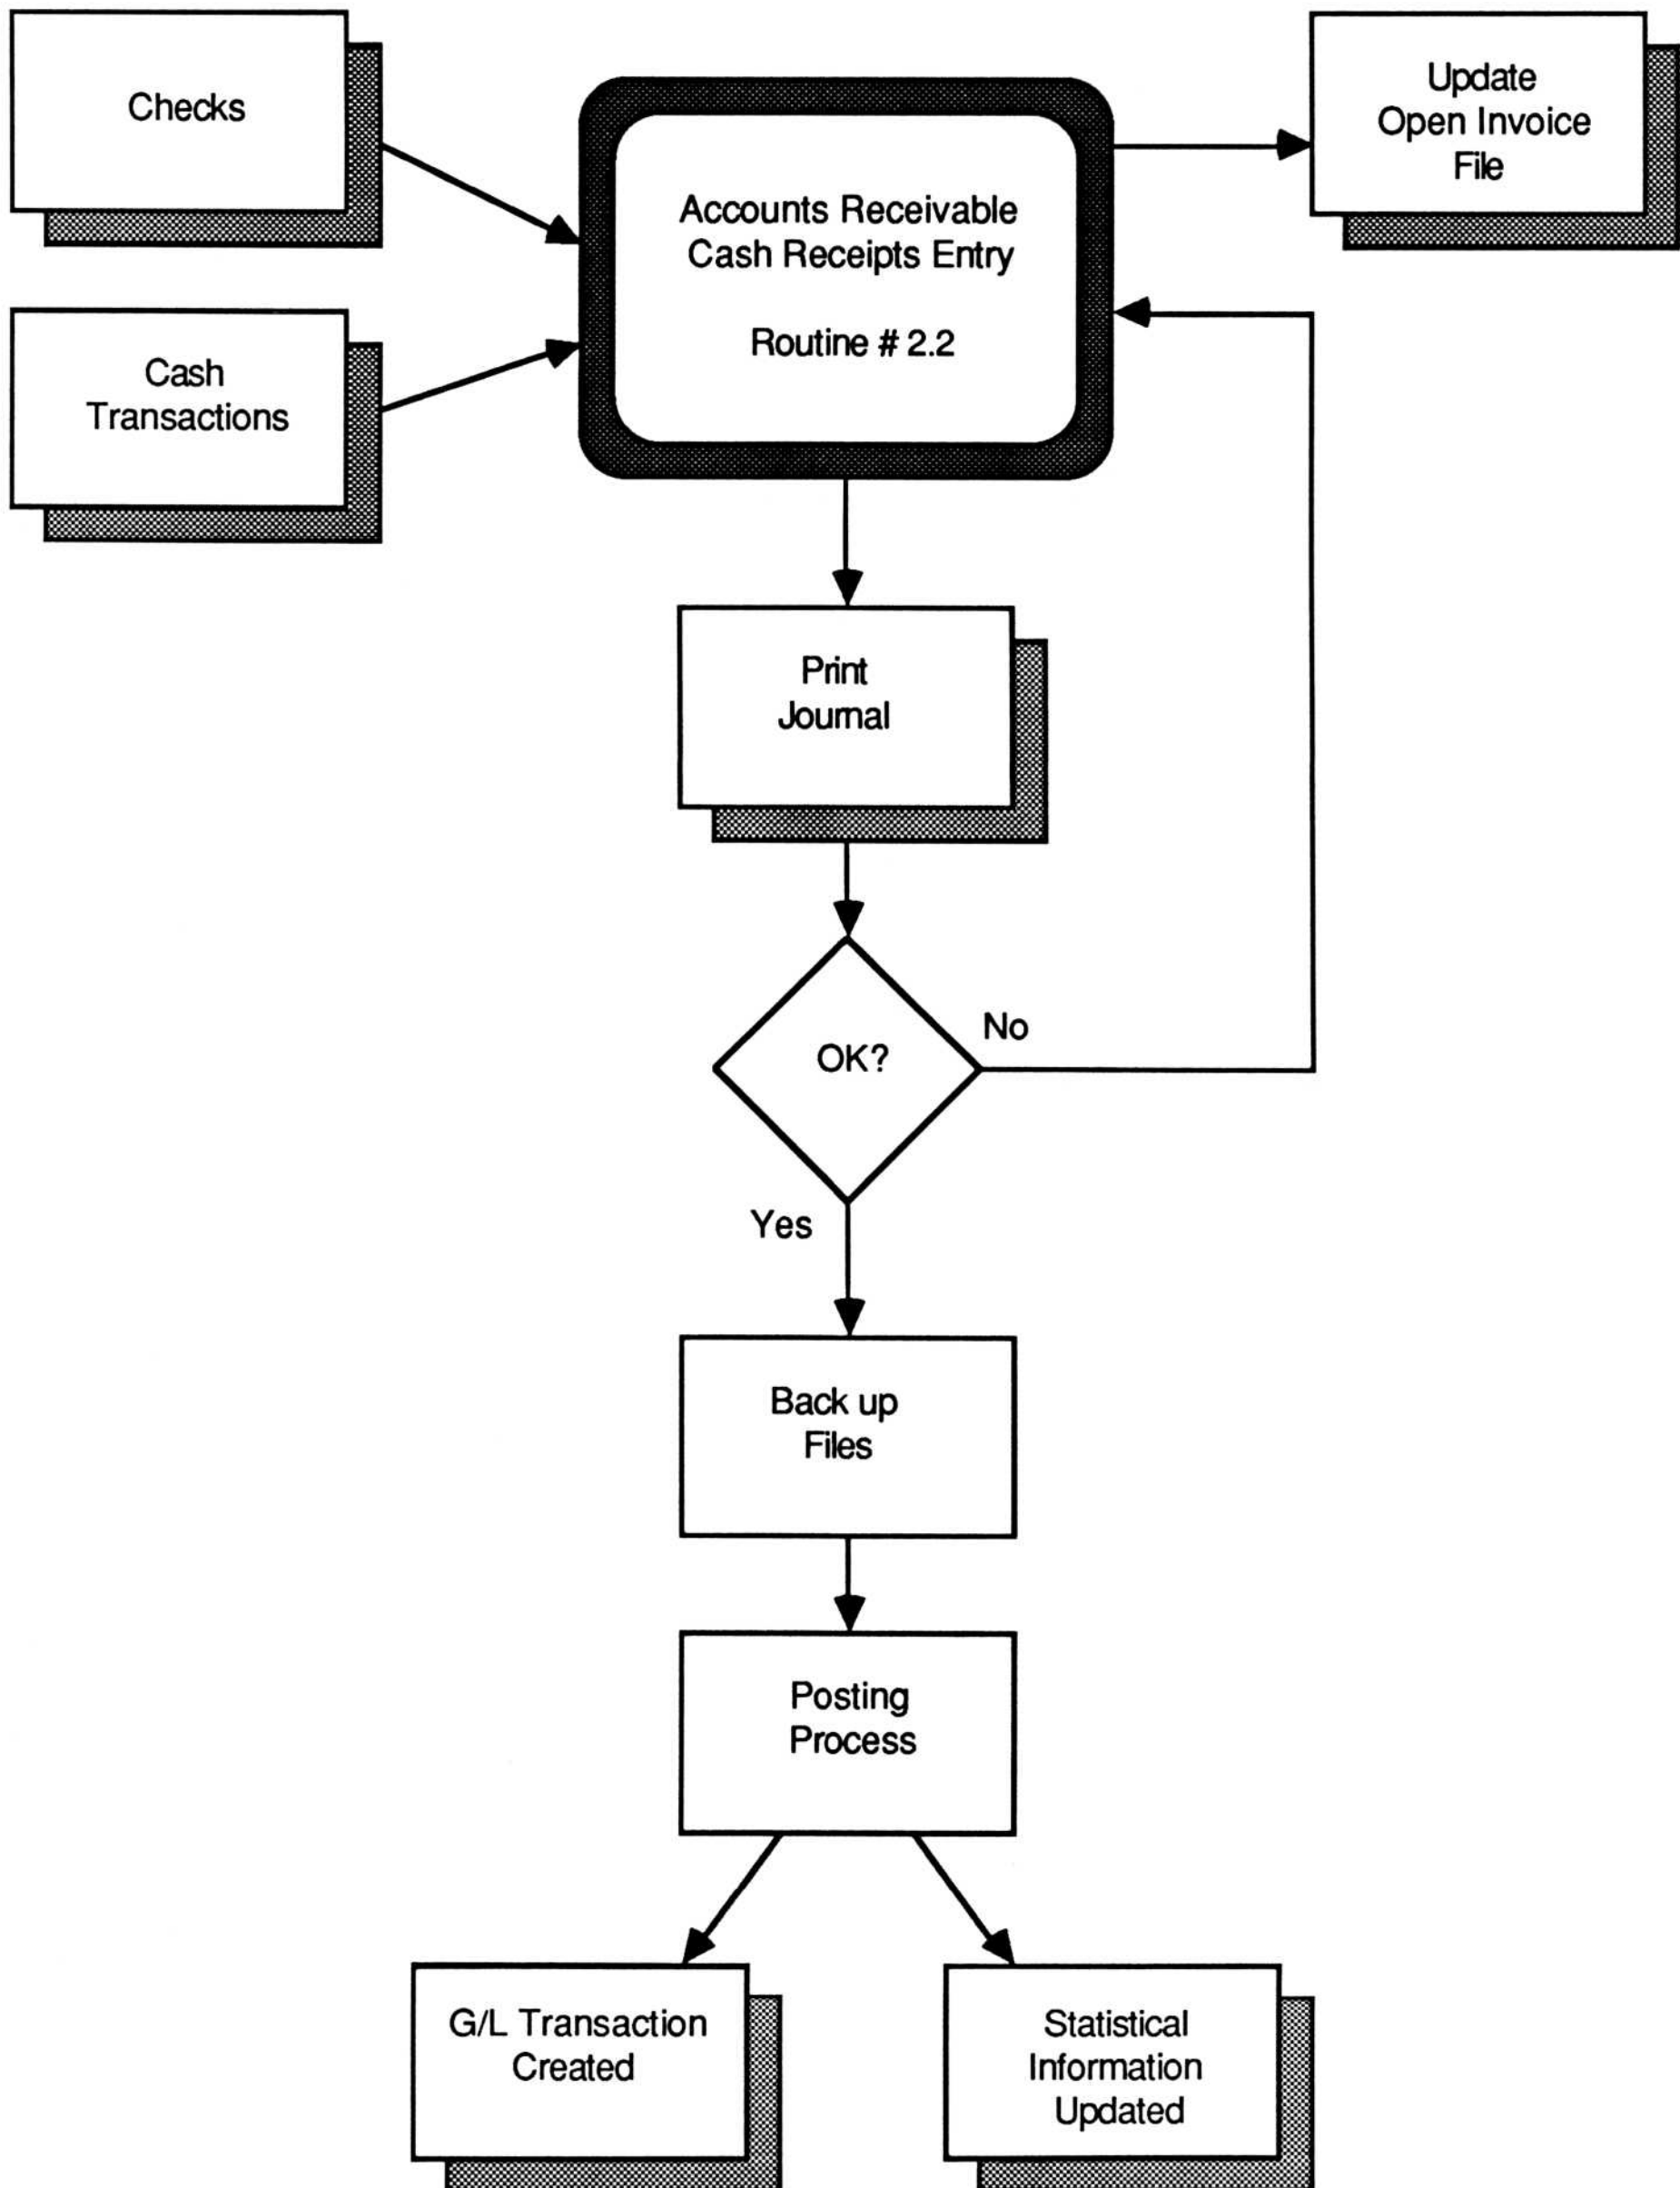 Checks
Accounts Receivable
Cash Receipts Entry
Routine # 2.2
Update
Open Invoice
File
Cash
Transactions
Print
Journal
OK?
No
Yes
Back up
Files
Posting
Process
G/L Transaction
Created
Statistical
Information
Updated